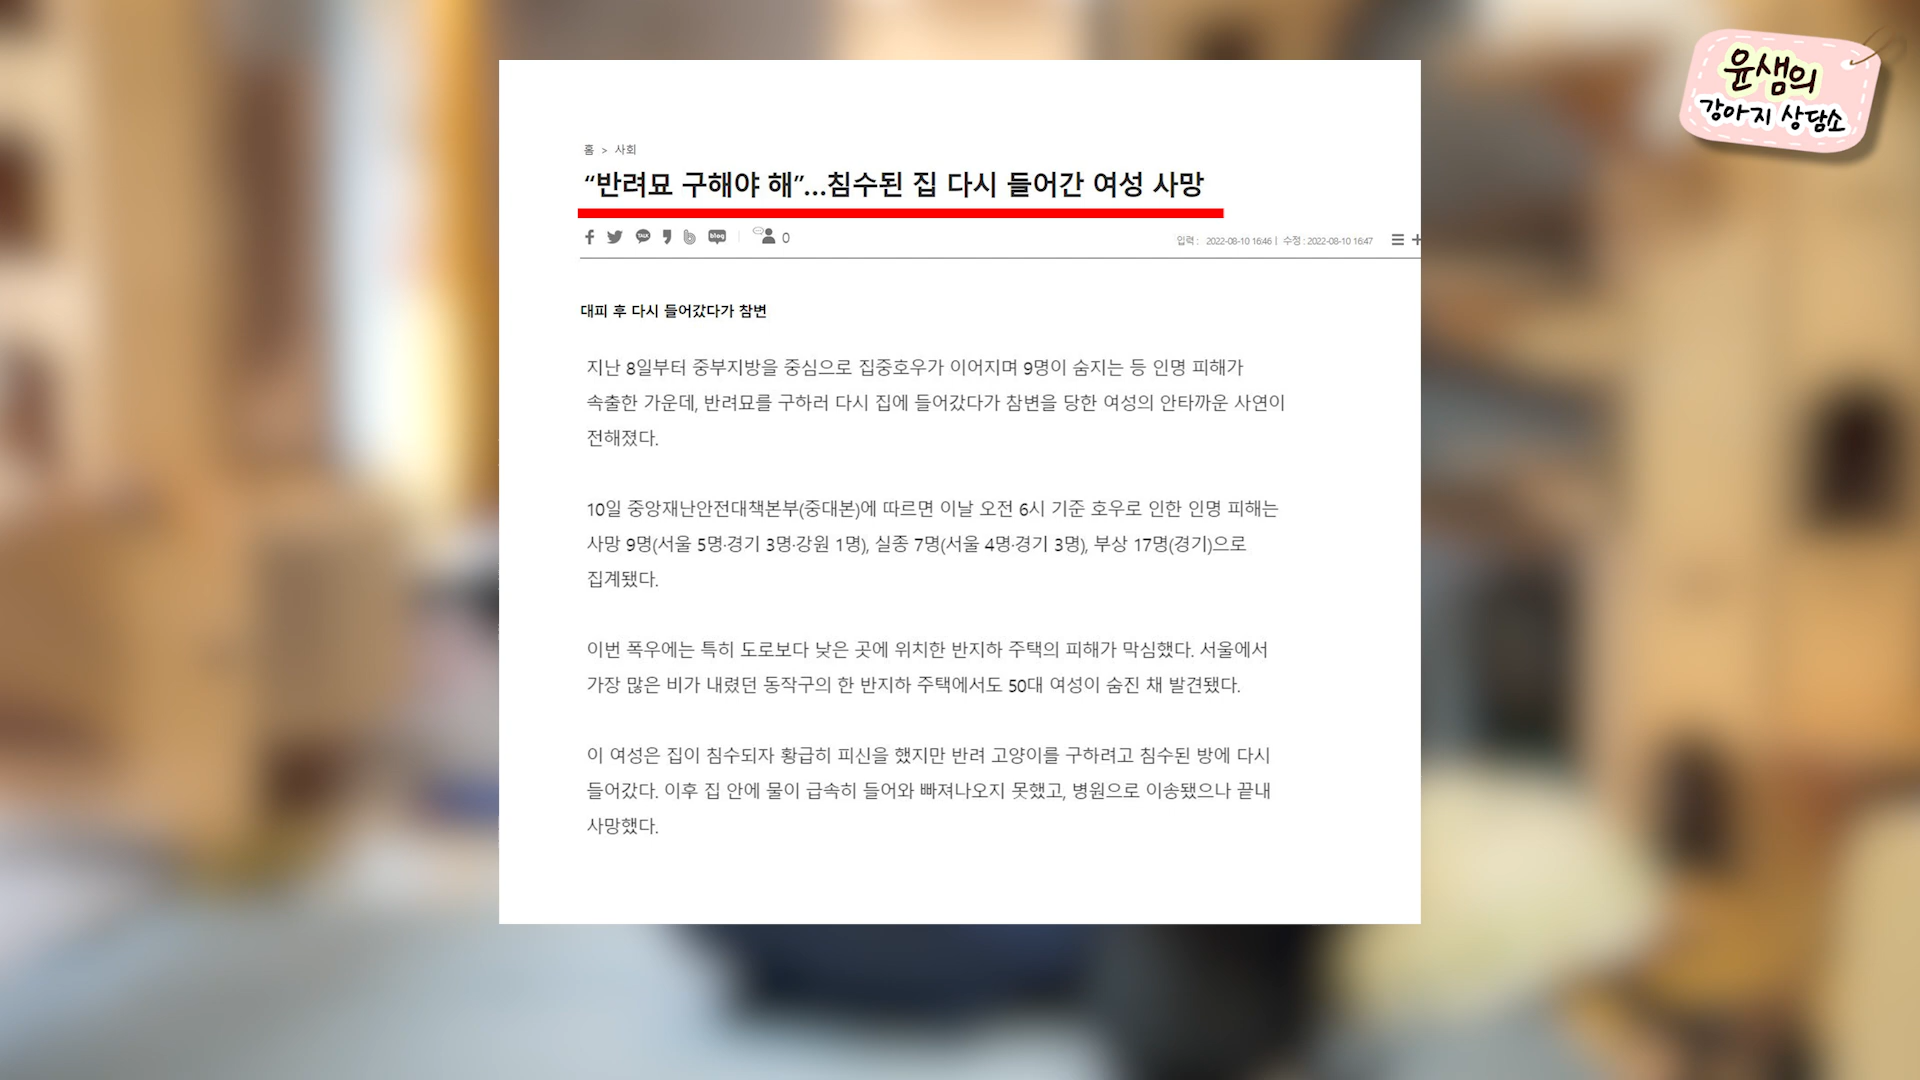 윤샘의
강아지 상담소
홈 > 사회
“반려묘 구해야 해”...침수된 집 다시 들어간 여성 사망
TALK
blog
0
입력 : 2022-08-10 16:46 | 수정 : 2022-08-10 16:47
대피 후 다시 들어갔다가 참변
지난 8일부터 중부지방을 중심으로 집중호우가 이어지며 9명이 숨지는 등 인명 피해가
속출한 가운데, 반려묘를 구하러 다시 집에 들어갔다가 참변을 당한 여성의 안타까운 사연이
전해졌다.
10일 중앙재난안전대책본부(중대본)에 따르면 이날 오전 6시 기준 호우로 인한 인명 피해는
사망 9명(서울 5명·경기 3명·강원 1명), 실종 7명(서울 4명·경기 3명), 부상 17명(경기)으로
집계됐다.
이번 폭우에는 특히 도로보다 낮은 곳에 위치한 반지하 주택의 피해가 막심했다. 서울에서
가장 많은 비가 내렸던 동작구의 한 반지하 주택에서도 50대 여성이 숨진 채 발견됐다.
이 여성은 집이 침수되자 황급히 피신을 했지만 반려 고양이를 구하려고 침수된 방에 다시
들어갔다. 이후 집 안에 물이 급속히 들어와 빠져나오지 못했고, 병원으로 이송됐으나 끝내
사망했다.